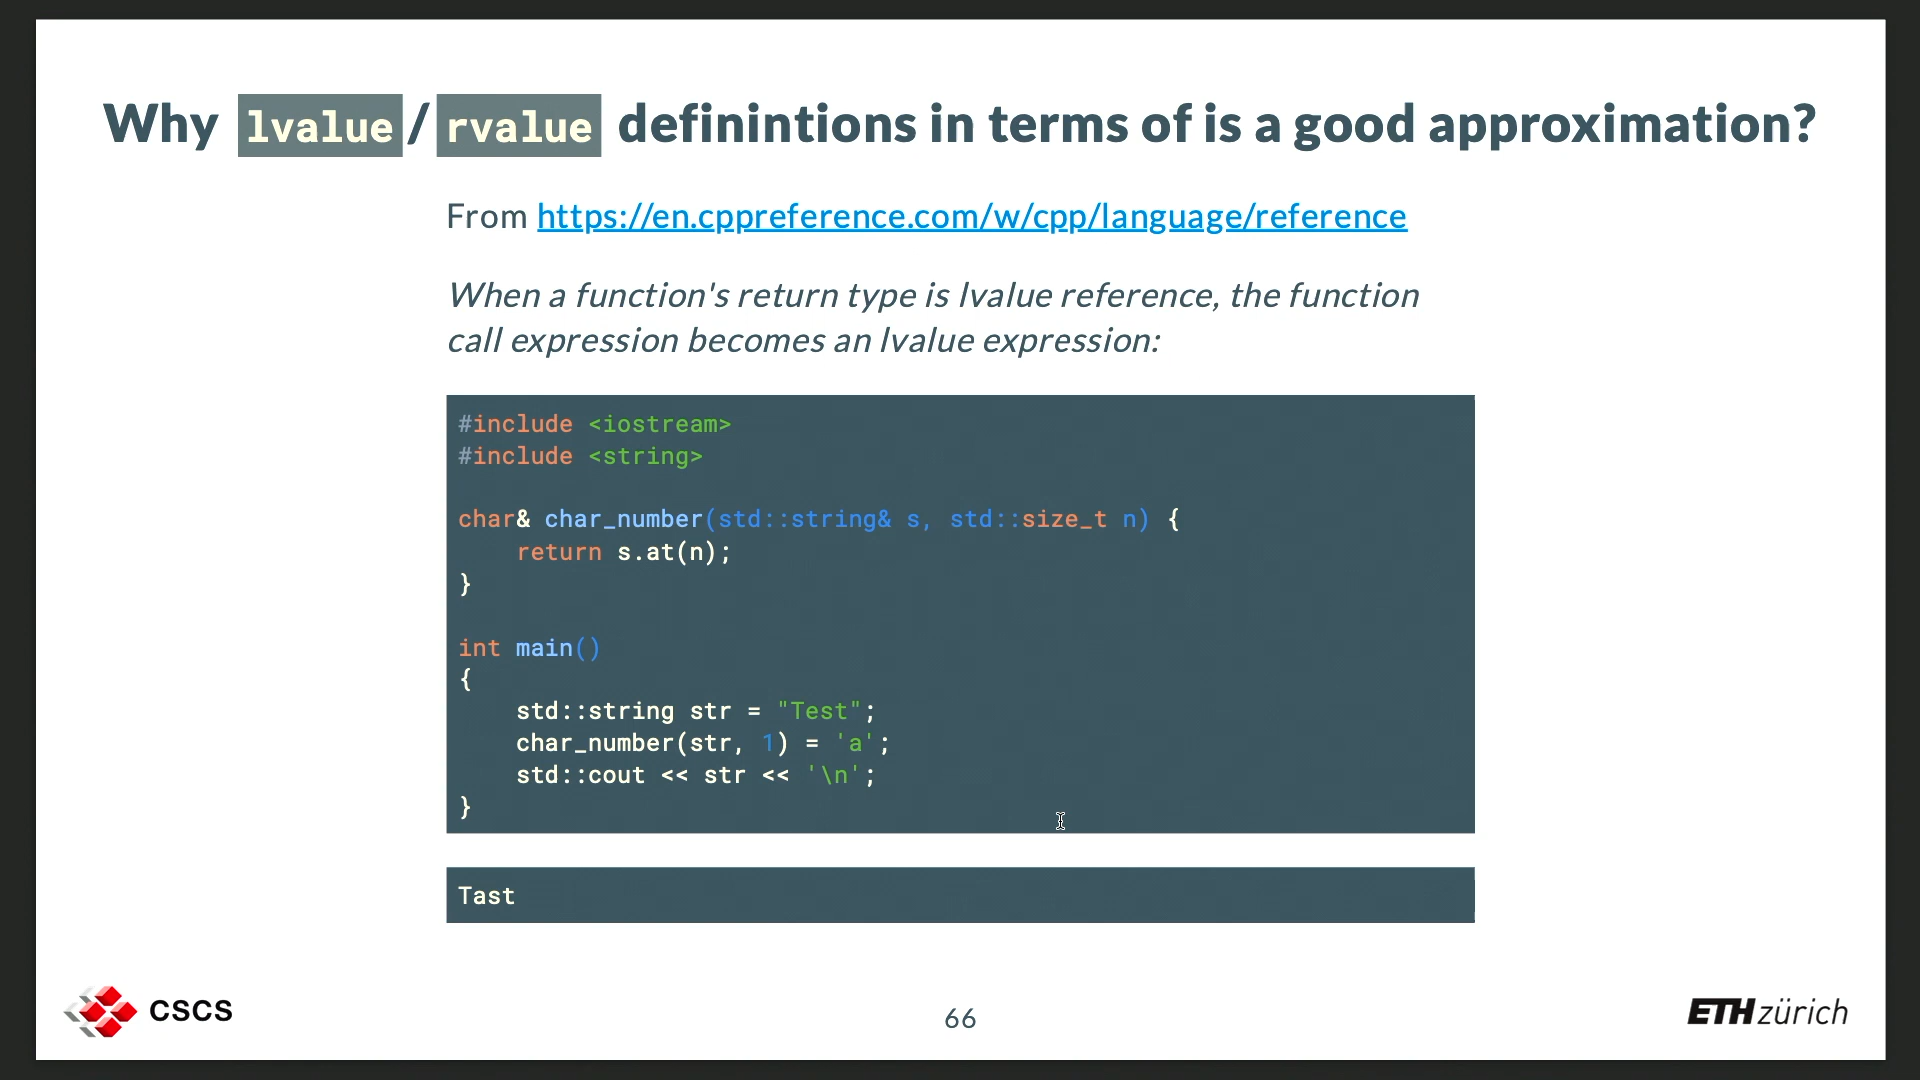 Why lvalue/rvalue definintions in terms of is a good approximation?
From https://en.cppreference.com/w/cpp/language/reference
When a function's return type is lvalue reference, the function
call expression becomes an lvalue expression:
#include <iostream>
#include <string>
char& char_number(std::string& s, std::size_t n) {
    return s.at(n);
}
int main()
{
    std::string str = "Test";
    char_number(str, 1) = 'a';
    std::cout << str << '\n';
}
Tast
CSCS
66
ETH zürich